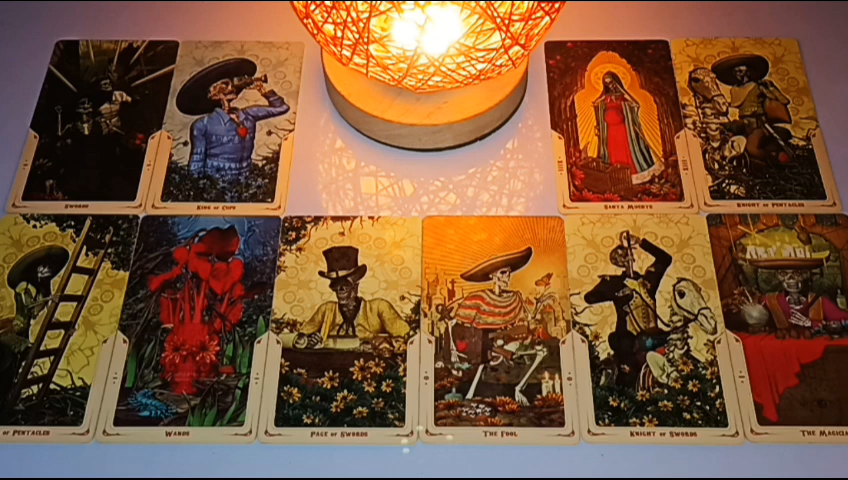 Swords
King of Cups
Santa Muerte
Knight of Pentacles
of Pentacles
Wands
Page of Swords
The Fool
Knight of Swords
The Magicia